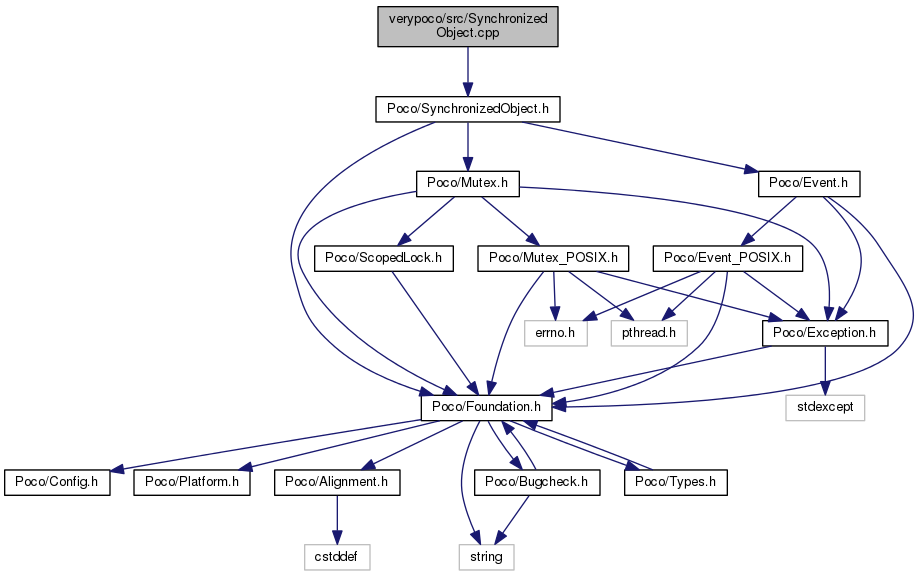 verypoco/src/Synchronized
Object.cpp
Poco/SynchronizedObject.h
Poco/Mutex.h
Poco/Event.h
Poco/ScopedLock.h
Poco/Mutex_POSIX.h
Poco/Event_POSIX.h
errno.h
pthread.h
Poco/Exception.h
Poco/Foundation.h
stdexcept
Poco/Config.h
Poco/Platform.h
Poco/Alignment.h
Poco/Bugcheck.h
Poco/Types.h
cstddef
string